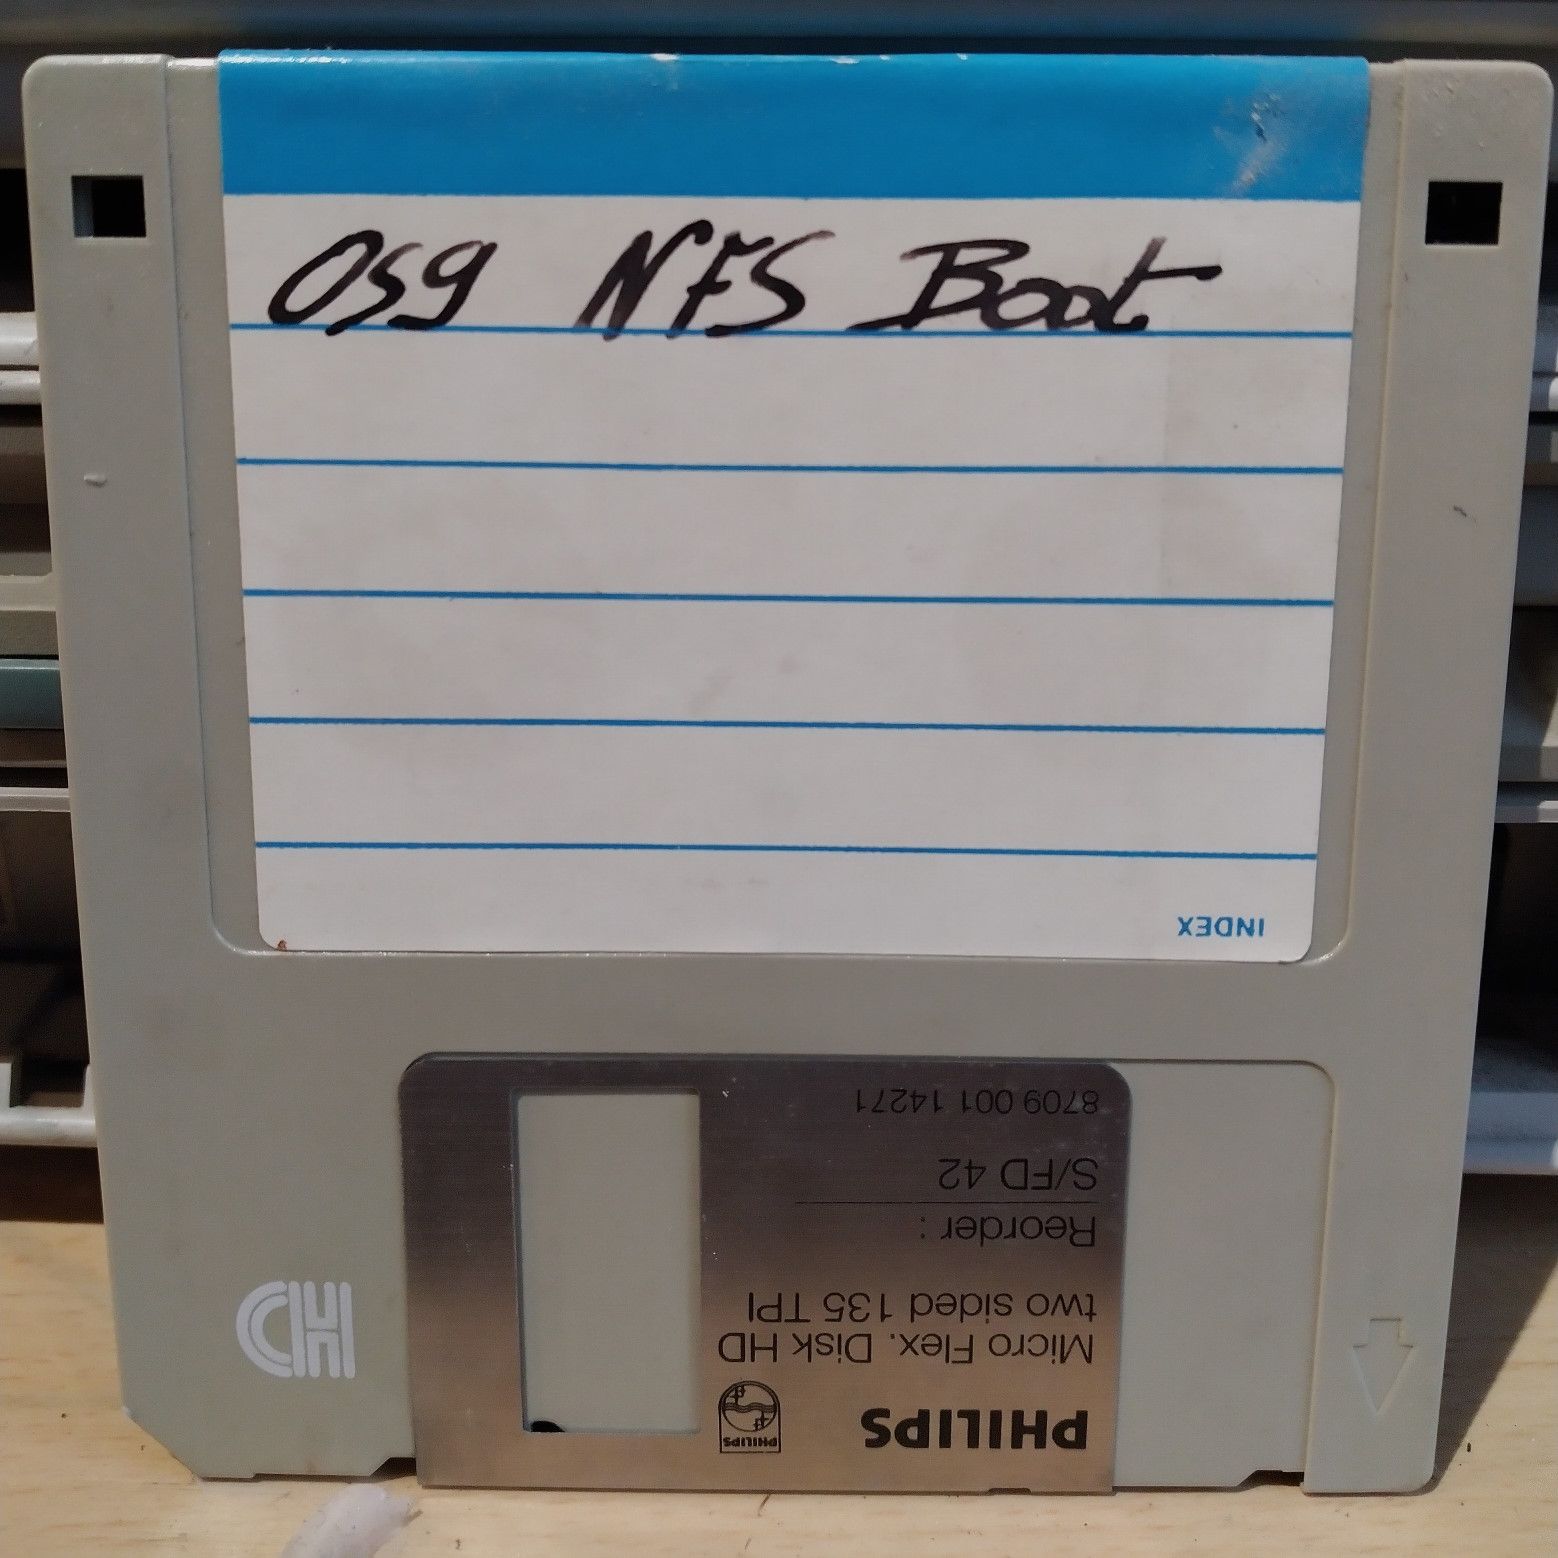 OS9 NFS Boot
INDEX
HD
PHILIPS
PHILIPS
Micro Flex. Disk HD
two sided 135 TPI
Reorder :
S/FD 42
8709 001 14271